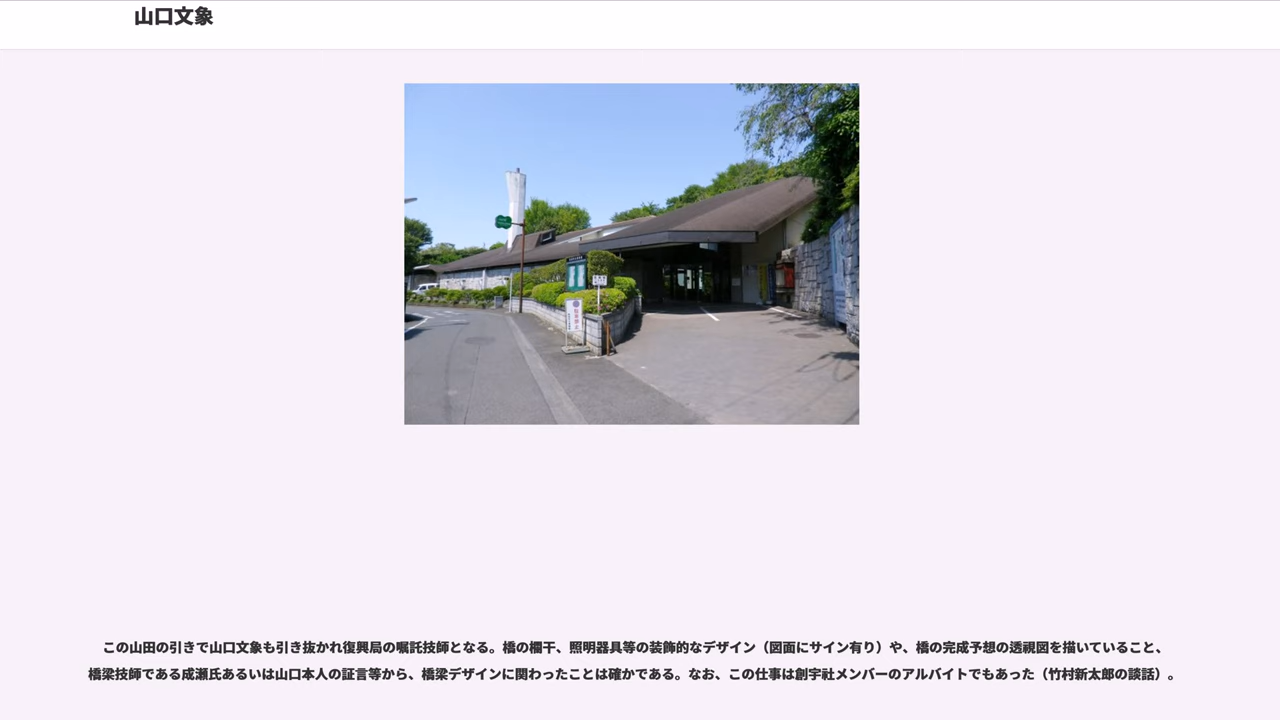 山口文象
この山田の引きで山口文象も引き抜かれ復興局の嘱託技師となる。橋の欄干、照明器具等の装飾的なデザイン（図面にサイン有り）や、橋の完成予想の透視図を描いていること、
橋梁技師である成瀬氏あるいは山口本人の証言等から、橋梁デザインに関わったことは確かである。なお、この仕事は創宇社メンバーのアルバイトでもあった（竹村新太郎の談話）。